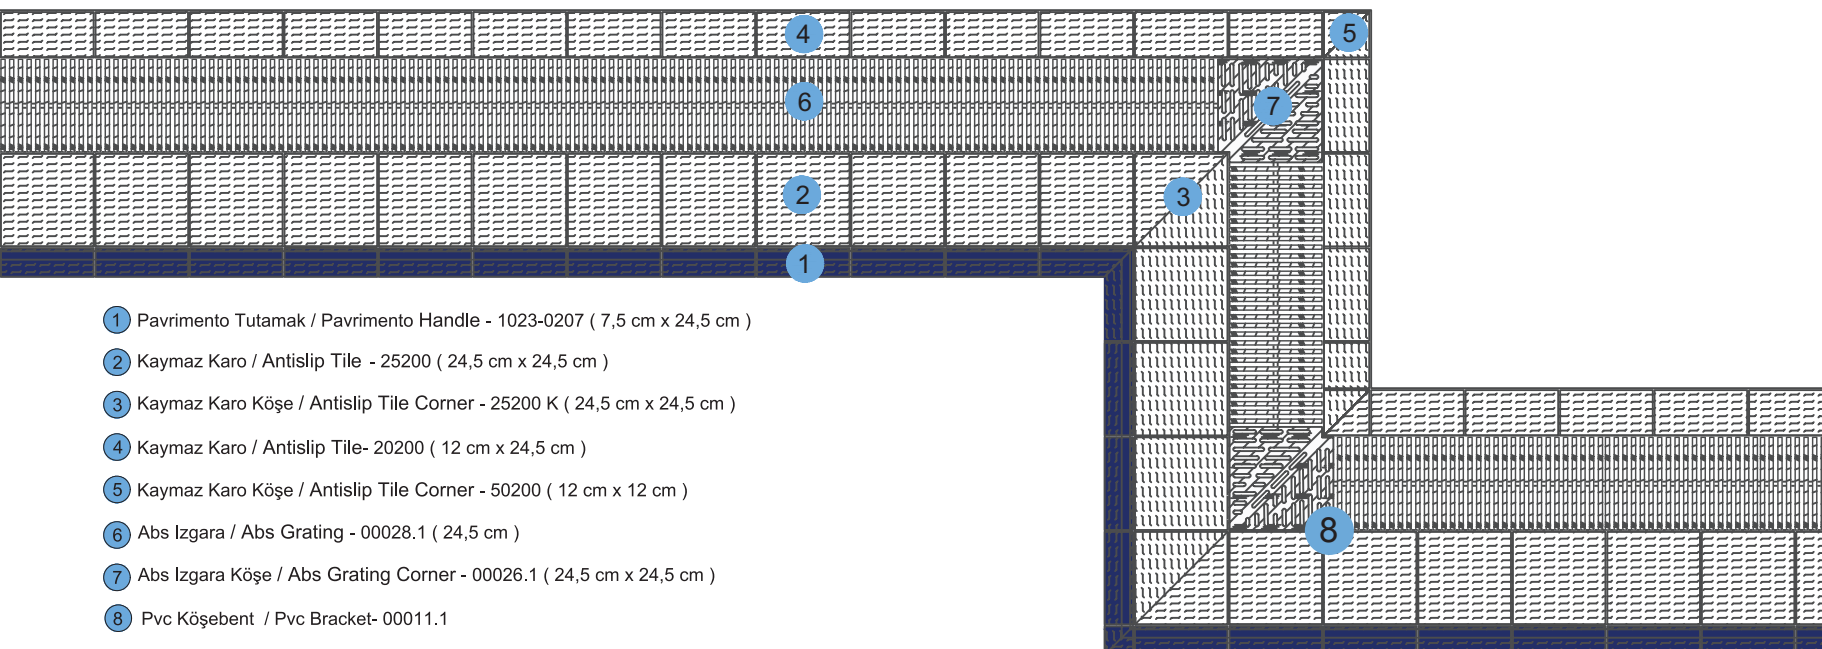 4
5
6
7
2
3
1
8
1 Pavrimento Tutamak / Pavrimento Handle - 1023-0207 ( 7,5 cm x 24,5 cm )
2 Kaymaz Karo / Antislip Tile - 25200 ( 24,5 cm x 24,5 cm )
3 Kaymaz Karo Köşe / Antislip Tile Corner - 25200 K ( 24,5 cm x 24,5 cm )
4 Kaymaz Karo / Antislip Tile- 20200 ( 12 cm x 24,5 cm )
5 Kaymaz Karo Köşe / Antislip Tile Corner - 50200 ( 12 cm x 12 cm )
6 Abs Izgara / Abs Grating - 00028.1 ( 24,5 cm )
7 Abs Izgara Köşe / Abs Grating Corner - 00026.1 ( 24,5 cm x 24,5 cm )
8 Pvc Köşebent / Pvc Bracket- 00011.1